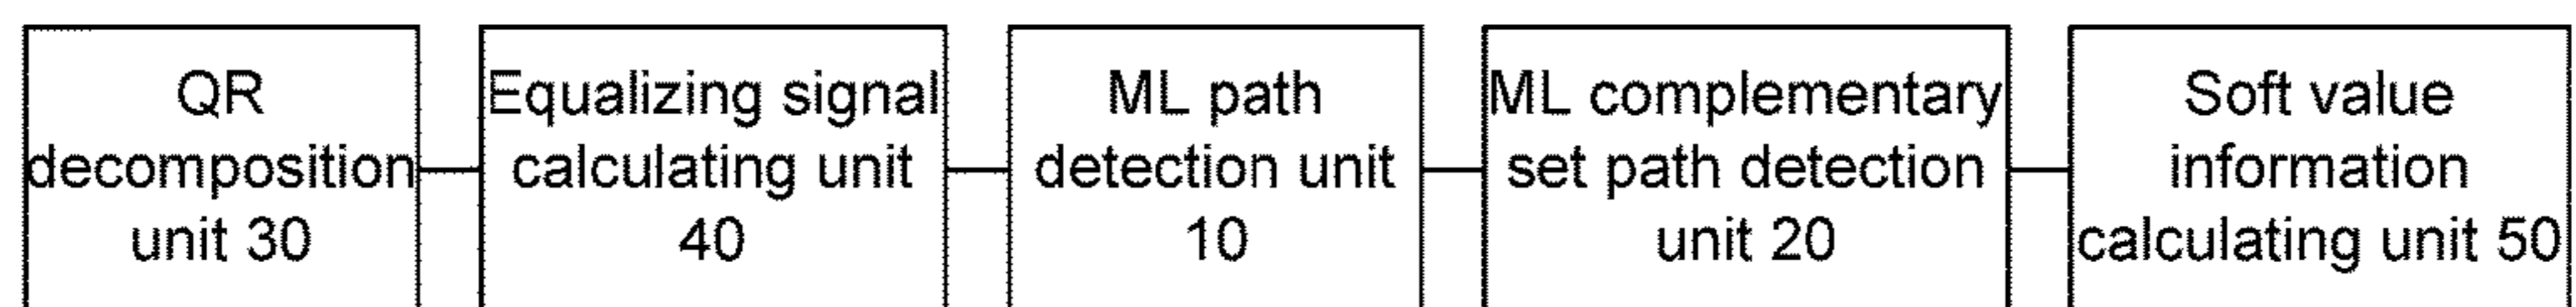 QR
decomposition
unit 30
Equalizing signal
calculating unit
40
ML path
detection unit
10
ML complementary
set path detection
unit 20
Soft value
information
calculating unit 50